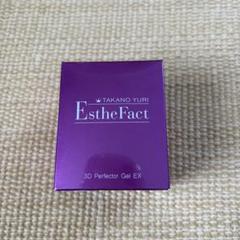 TAKANO YURI
EstheFact
3D Perfector Gel EX